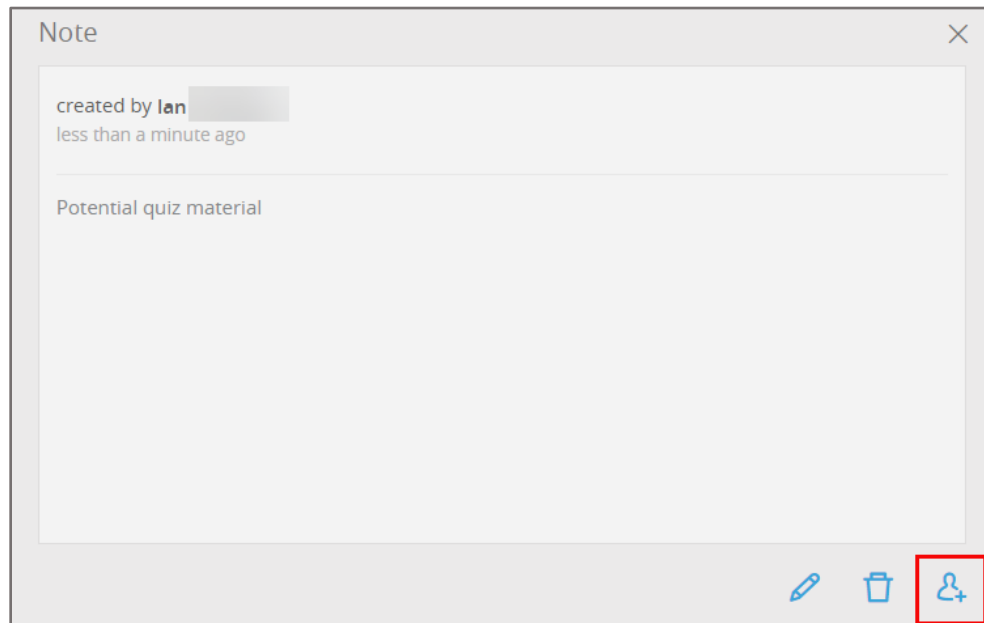 Note
created by Ian
less than a minute ago
Potential quiz material